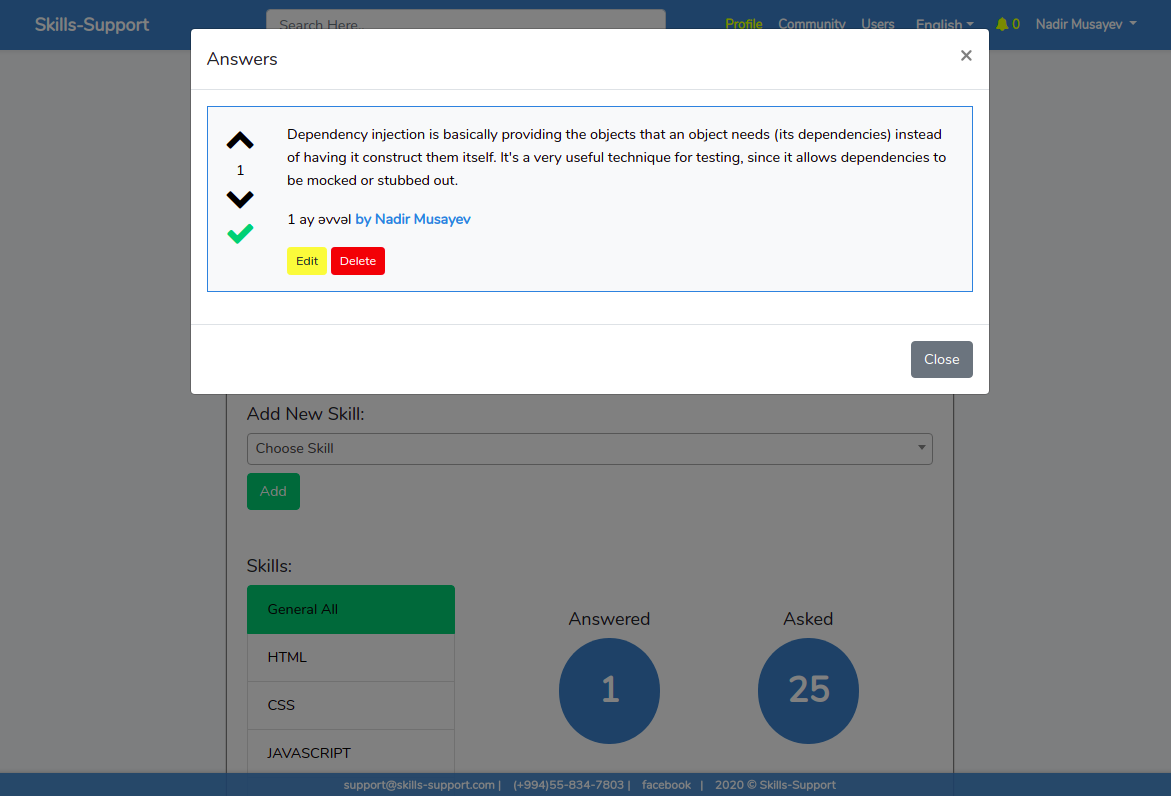 Skills-Support
Search Here
Profile Community Users English 0 Nadir Musayev
Answers
×
Dependency injection is basically providing the objects that an object needs (its dependencies) instead
of having it construct them itself. It's a very useful technique for testing, since it allows dependencies to
be mocked or stubbed out.
1
1 ay əvvəl by Nadir Musayev
Edit Delete
Close
Add New Skill:
Choose Skill
Add
Skills:
General All
HTML
CSS
JAVASCRIPT
Answered
1
Asked
25
support@skills-support.com | (+994)55-834-7803 | facebook | 2020 © Skills-Support